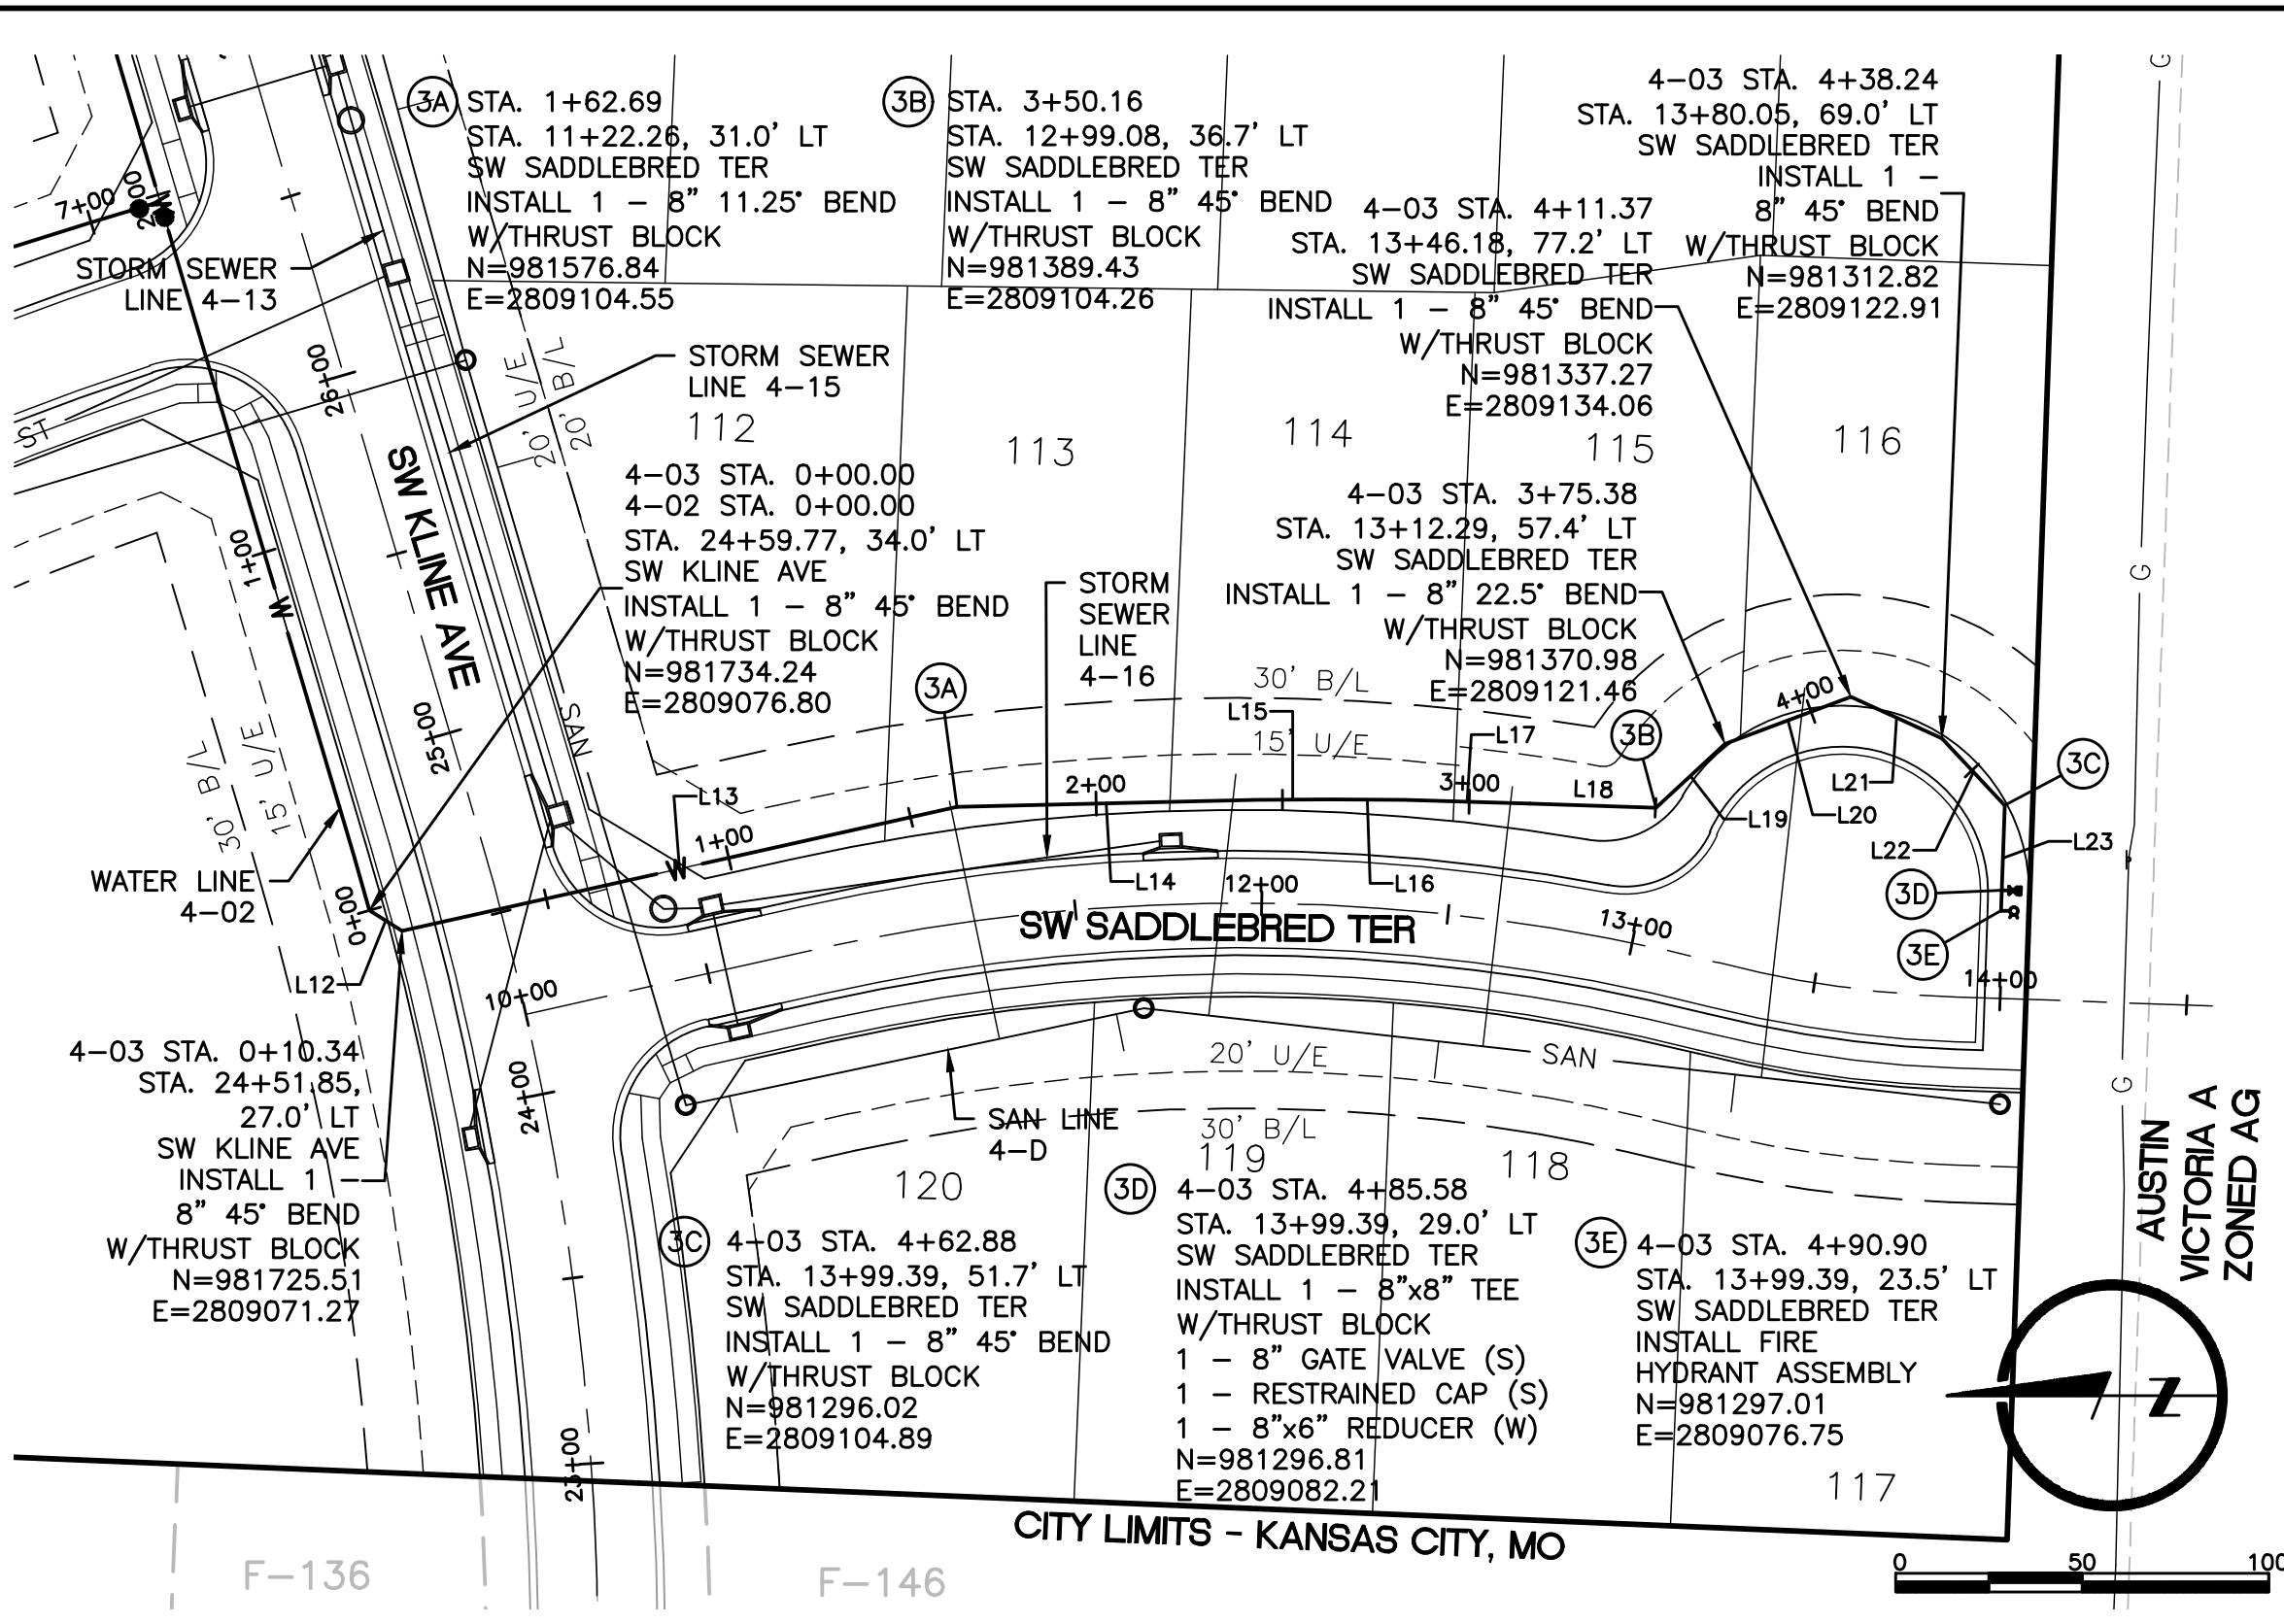 3A
STA. 1+62.69
STA. 11+22.26, 31.0' LT
SW SADDLEBRED TER
INSTALL 1 – 8" 11.25° BEND
W/THRUST BLOCK
N=981576.84
E=2809104.55
3B
STA. 3+50.16
STA. 12+99.08, 36.7' LT
SW SADDLEBRED TER
INSTALL 1 – 8" 45° BEND
W/THRUST BLOCK
N=981389.43
E=2809104.26
4-03 STA. 4+38.24
STA. 13+80.05, 69.0' LT
SW SADDLEBRED TER
INSTALL 1 –
8" 45° BEND
W/THRUST BLOCK
N=981312.82
E=2809122.91
4-03 STA. 4+11.37
STA. 13+46.18, 77.2' LT
SW SADDLEBRED TER
INSTALL 1 – 8" 45° BEND
W/THRUST BLOCK
N=981337.27
E=2809134.06
7+00
2+00
W
STORM SEWER
LINE 4-13
STORM SEWER
LINE 4-15
20' U/E
20' B/L
26+00
ST
SW KLINE AVE
112
113
114
115
116
4-03 STA. 0+00.00
4-02 STA. 0+00.00
STA. 24+59.77, 34.0' LT
SW KLINE AVE
INSTALL 1 – 8" 45° BEND
W/THRUST BLOCK
N=981734.24
E=2809076.80
4-03 STA. 3+75.38
STA. 13+12.29, 57.4' LT
SW SADDLEBRED TER
INSTALL 1 – 8" 22.5° BEND
W/THRUST BLOCK
N=981370.98
E=2809121.46
STORM
SEWER
LINE
4-16
1+00
W
25+00
30' B/L
15' U/E
SAN
WATER LINE
4-02
0+00
L12
L13
W
1+00
3A
2+00
L14
30' B/L
15' U/E
L15
L16
L17
3+00
L18
3B
L19
4+00
L20
L21
L22
3C
L23
3D
3E
10+00
12+00
13+00
14+00
SW SADDLEBRED TER
24+00
20' U/E
30' B/L
SAN
SAN LINE
4-D
4-03 STA. 0+10.34
STA. 24+51.85,
27.0' LT
SW KLINE AVE
INSTALL 1 –
8" 45° BEND
W/THRUST BLOCK
N=981725.51
E=2809071.27
120
119
118
117
3C
4-03 STA. 4+62.88
STA. 13+99.39, 51.7' LT
SW SADDLEBRED TER
INSTALL 1 – 8" 45° BEND
W/THRUST BLOCK
N=981296.02
E=2809104.89
3D
4-03 STA. 4+85.58
STA. 13+99.39, 29.0' LT
SW SADDLEBRED TER
INSTALL 1 – 8"x8" TEE
W/THRUST BLOCK
1 – 8" GATE VALVE (S)
1 – RESTRAINED CAP (S)
1 – 8"x6" REDUCER (W)
N=981296.81
E=2809082.21
3E
4-03 STA. 4+90.90
STA. 13+99.39, 23.5' LT
SW SADDLEBRED TER
INSTALL FIRE
HYDRANT ASSEMBLY
N=981297.01
E=2809076.75
G
G
G
AUSTIN
VICTORIA A
ZONED AG
N
23+00
CITY LIMITS – KANSAS CITY, MO
F-136
F-146
0 50 100